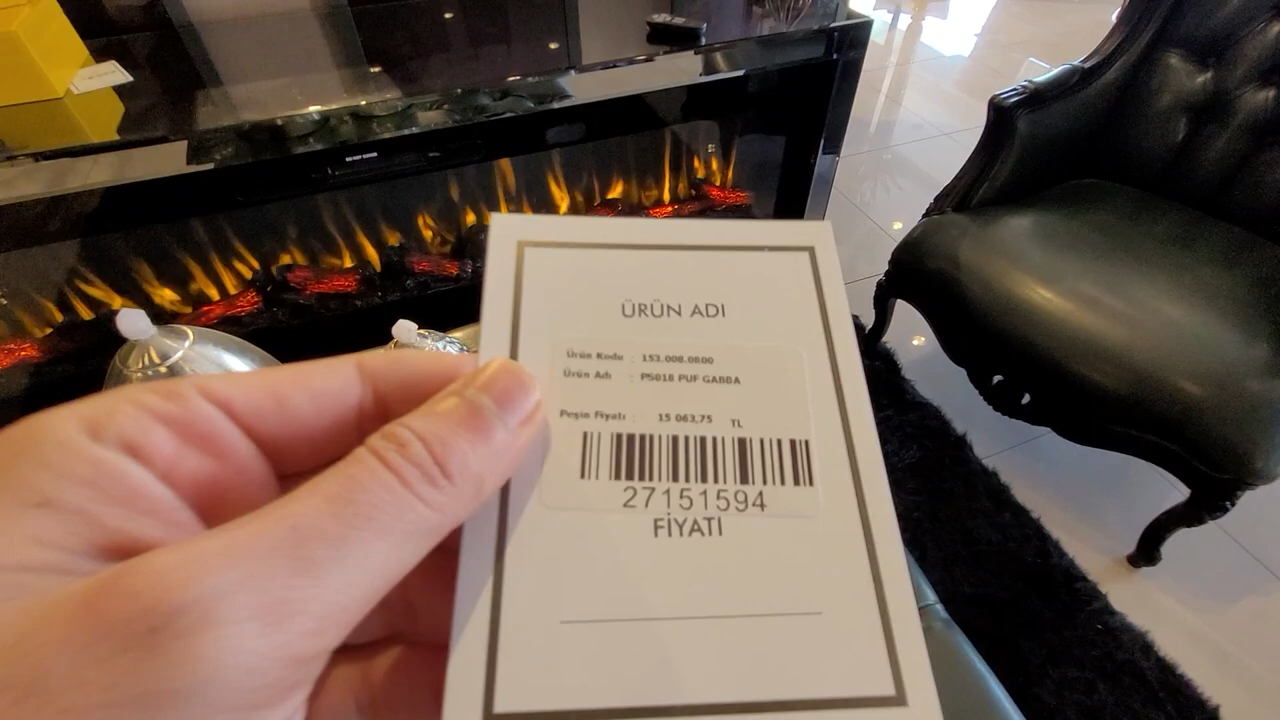 ÜRÜN ADI
Ürün Kodu : 153.008.0800
Ürün Adı : PS018 PUF GABBA
Peşin Fiyatı : 15 063,75 TL
27151594
FİYATI